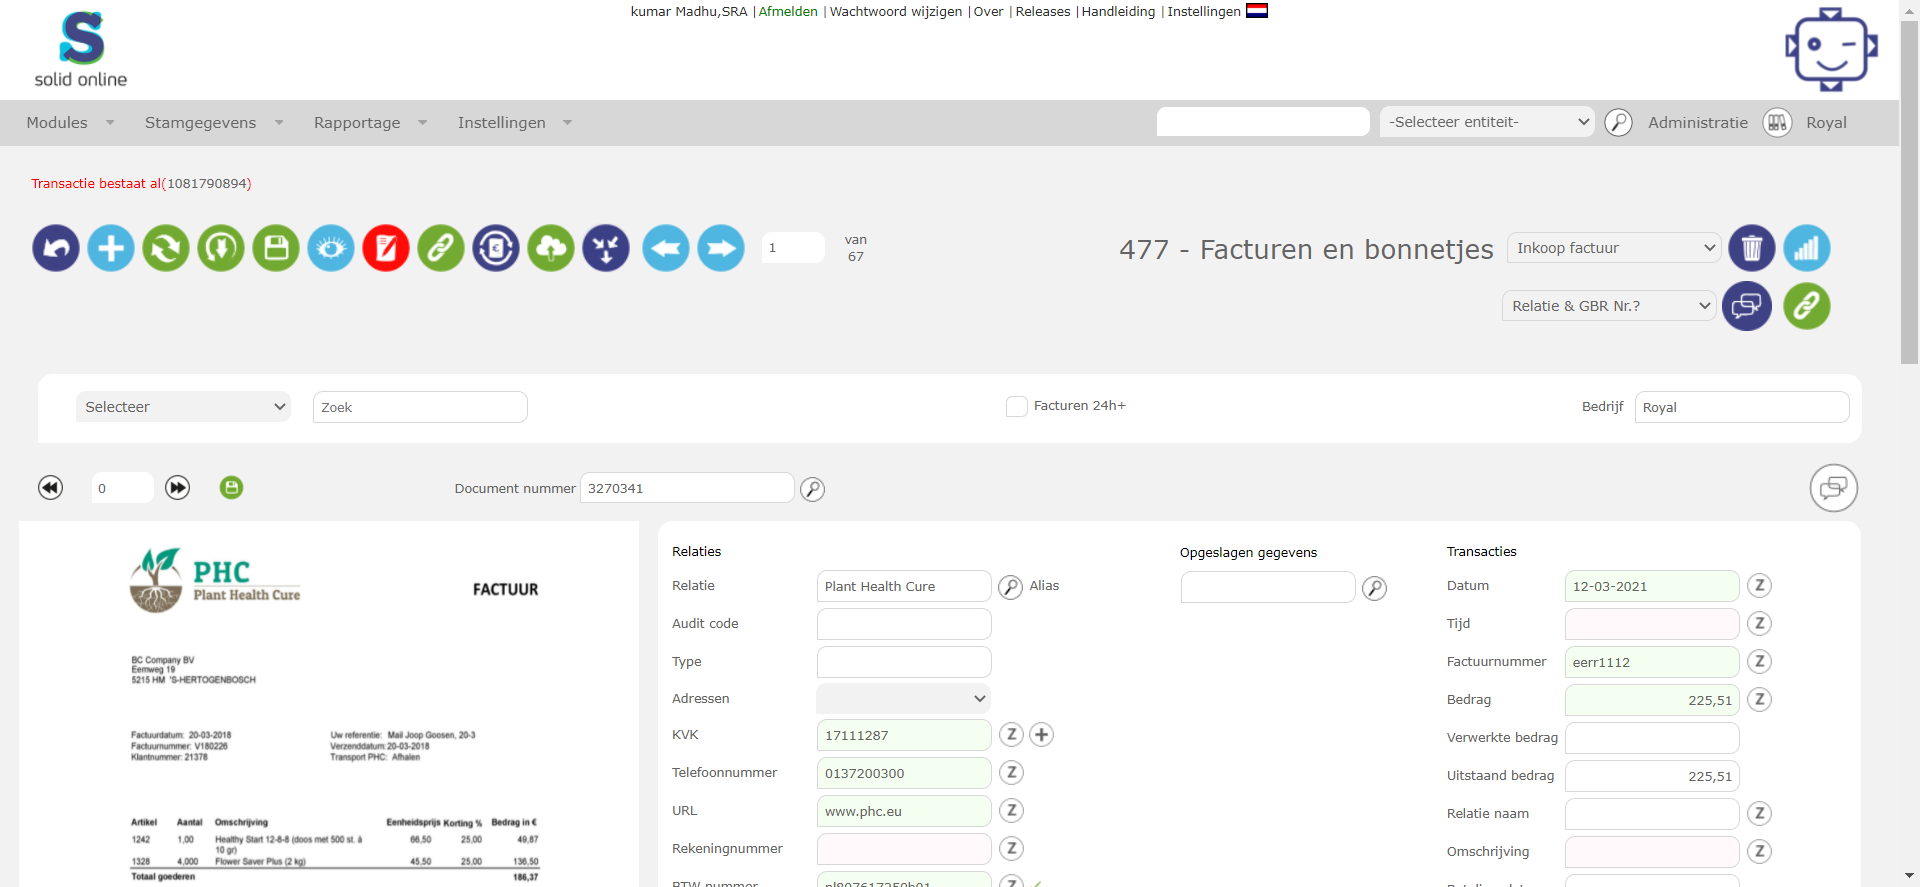 kumar Madhu,SRA |Afmelden |Wachtwoord wijzigen |Over |Releases |Handleiding |Instellingen
S
solid online
Modules Stamgegevens Rapportage Instellingen -Selecteer entiteit- Administratie Royal
Transactie bestaat al(1081790894)
1 van 67
477 - Facturen en bonnetjes Inkoop factuur
Relatie & GBR Nr.?
Selecteer Zoek Facturen 24h+ Bedrijf Royal
0 Document nummer 3270341
PHC
Plant Health Cure
FACTUUR
BC Company BV
Eemweg 19
5215 HM 'S-HERTOGENBOSCH
Factuurdatum: 20-03-2018 Uw referentie: Mail Joop Goosen, 20-3
Factuurnummer: V180226 Verzenddatum: 20-03-2018
Klantnummer: 21378 Transport PHC: Afhalen
Artikel Aantal Omschrijving Eenheidsprijs Korting % Bedrag in €
1242 1,00 Healthy Start 12-8-8 (doos met 500 st. à 66,50 25,00 49,87
10 gr)
1328 4,000 Flower Saver Plus (2 kg) 45,50 25,00 136,50
Totaal goederen 186,37
Relaties
Relatie Plant Health Cure Alias
Audit code
Type
Adressen
KVK 17111287 Z
Telefoonnummer 0137200300 Z
URL www.phc.eu Z
Rekeningnummer Z
BTW nummer nl807617250b01 Z
Opgeslagen gegevens
Transacties
Datum 12-03-2021 Z
Tijd Z
Factuurnummer eerr1112 Z
Bedrag 225,51 Z
Verwerkte bedrag
Uitstaand bedrag 225,51
Relatie naam Z
Omschrijving Z